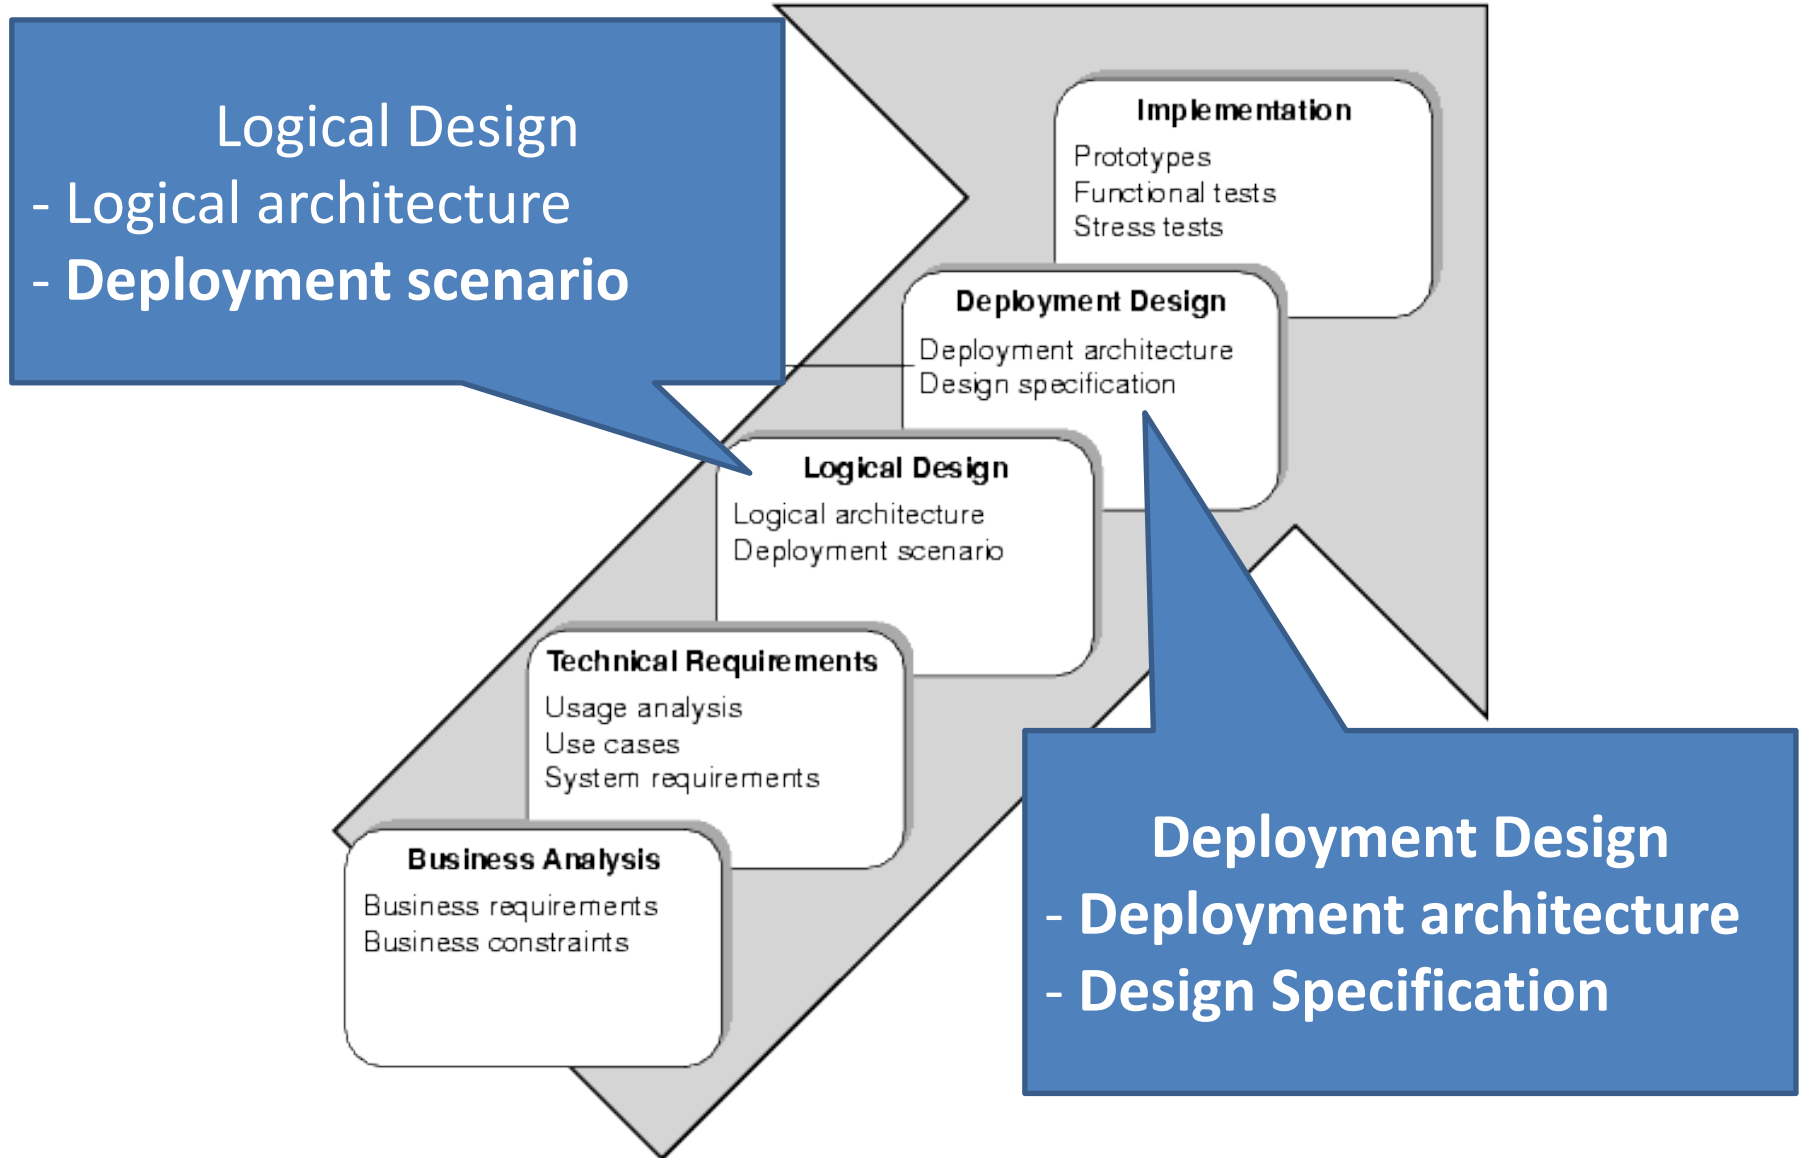 Logical Design
- Logical architecture
- Deployment scenario
Implementation
Prototypes
Functional tests
Stress tests
Deployment Design
Deployment architecture
Design specification
Logical Design
Logical architecture
Deployment scenario
Technical Requirements
Usage analysis
Use cases
System requirements
Business Analysis
Business requirements
Business constraints
Deployment Design
- Deployment architecture
- Design Specification